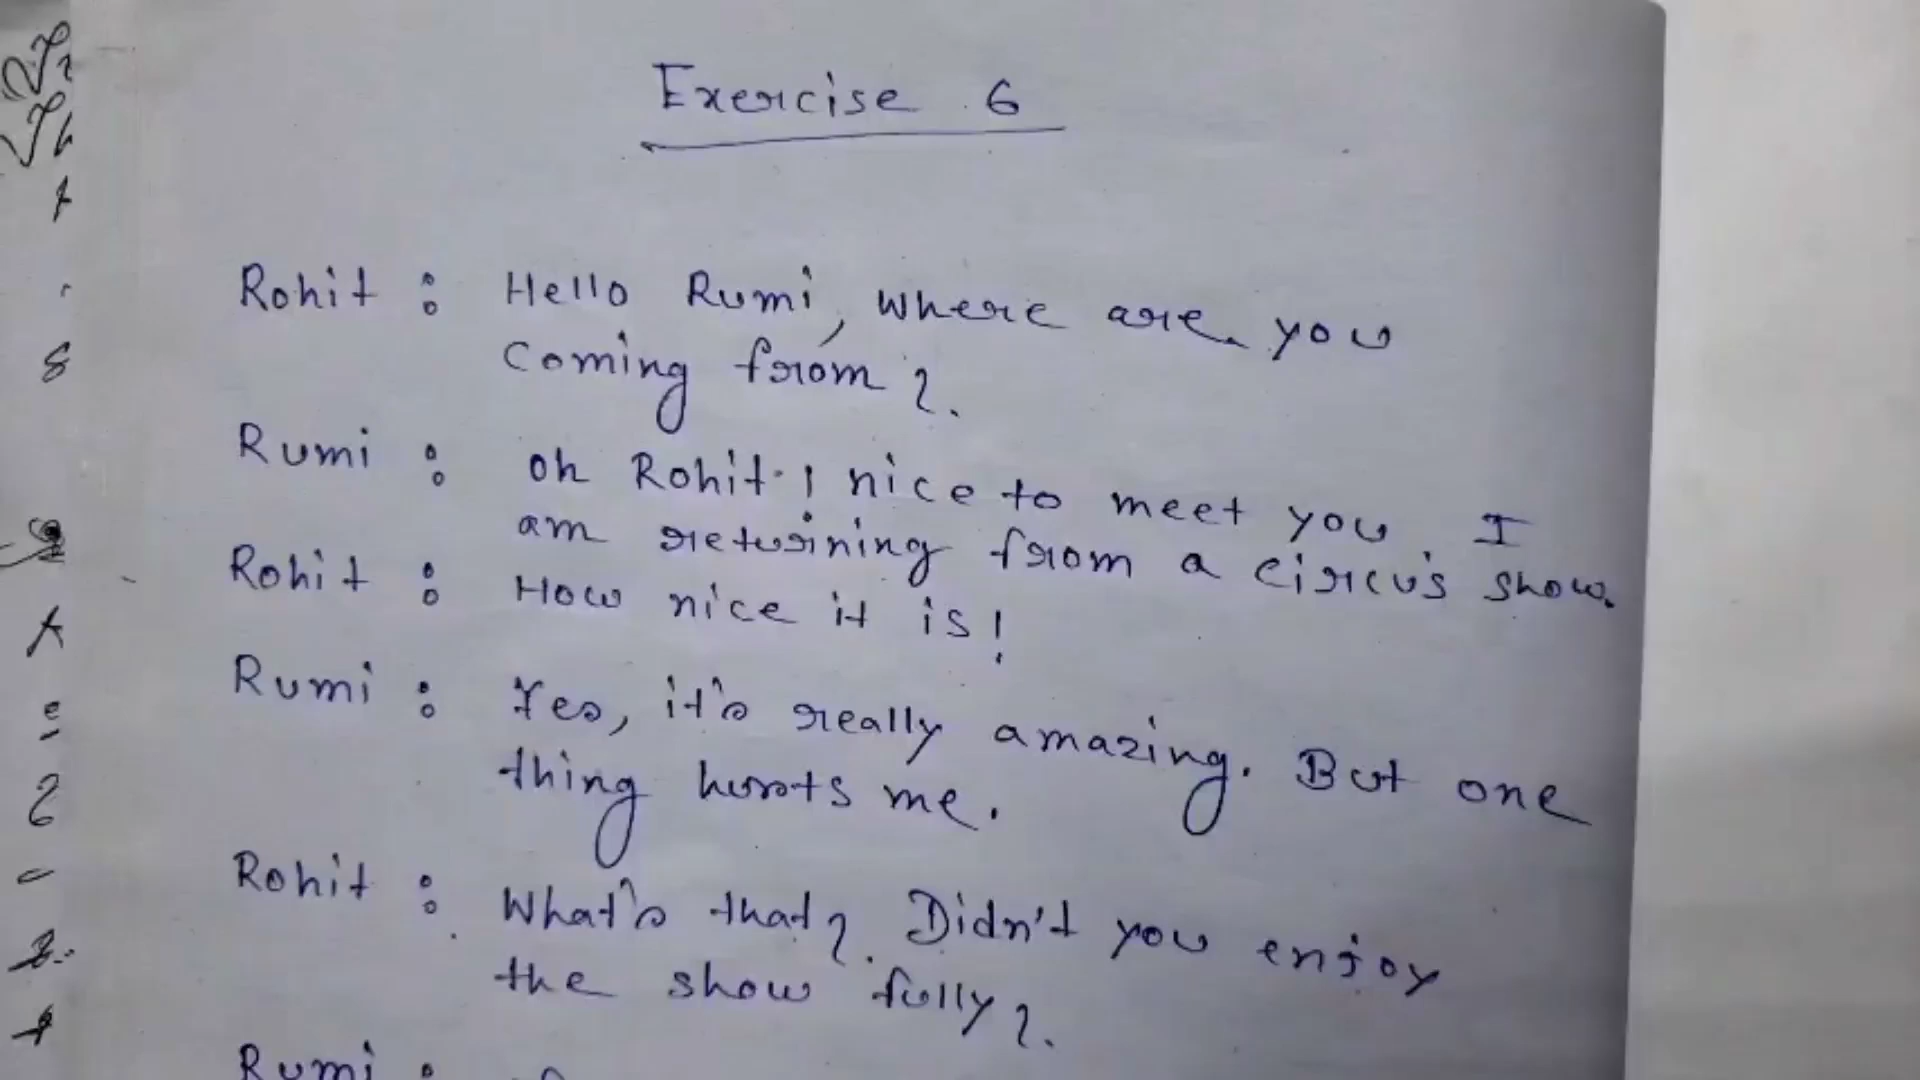 Exercise 6
Rohit : Hello Rumi, where are you
coming from?
Rumi : oh Rohit! nice to meet you. I
am returining from a circus show.
Rohit : How nice it is!
Rumi : Yes, it's really amazing. But one
thing hurts me.
Rohit : What's that? Didn't you enjoy
the show fully?
Rumi :